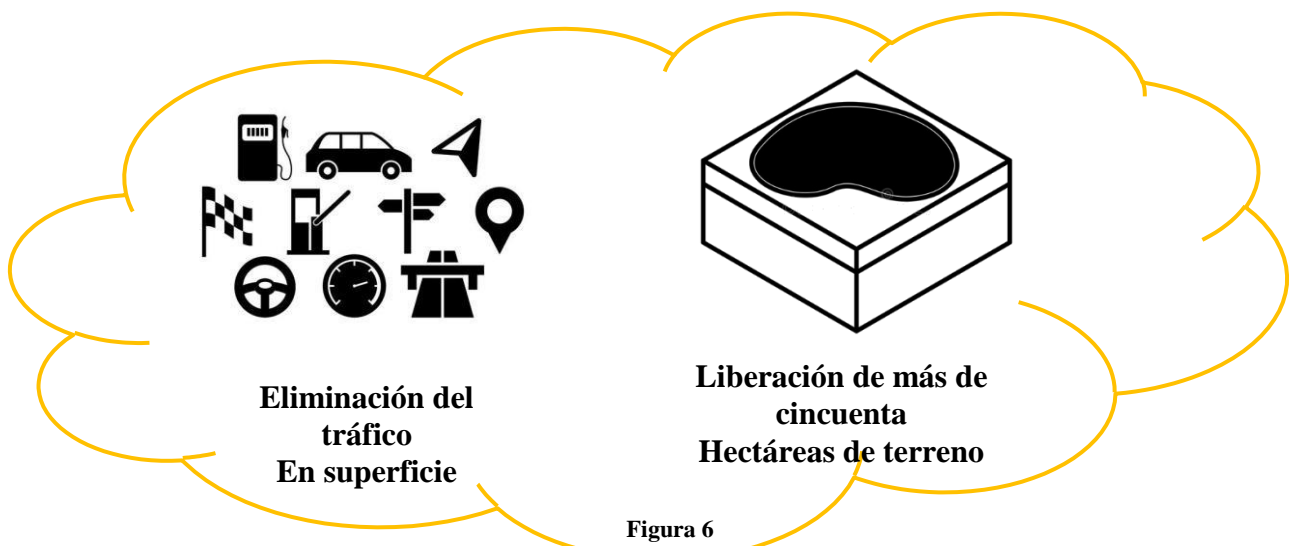 Eliminación del
tráfico
En superficie
Liberación de más de
cincuenta
Hectáreas de terreno
Figura 6